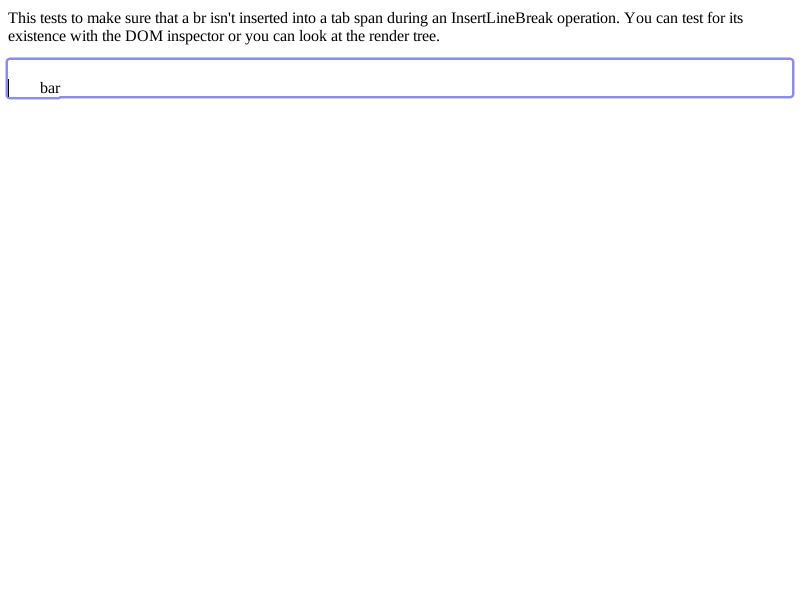 This tests to make sure that a br isn't inserted into a tab span during an InsertLineBreak operation. You can test for its
existence with the DOM inspector or you can look at the render tree.
bar